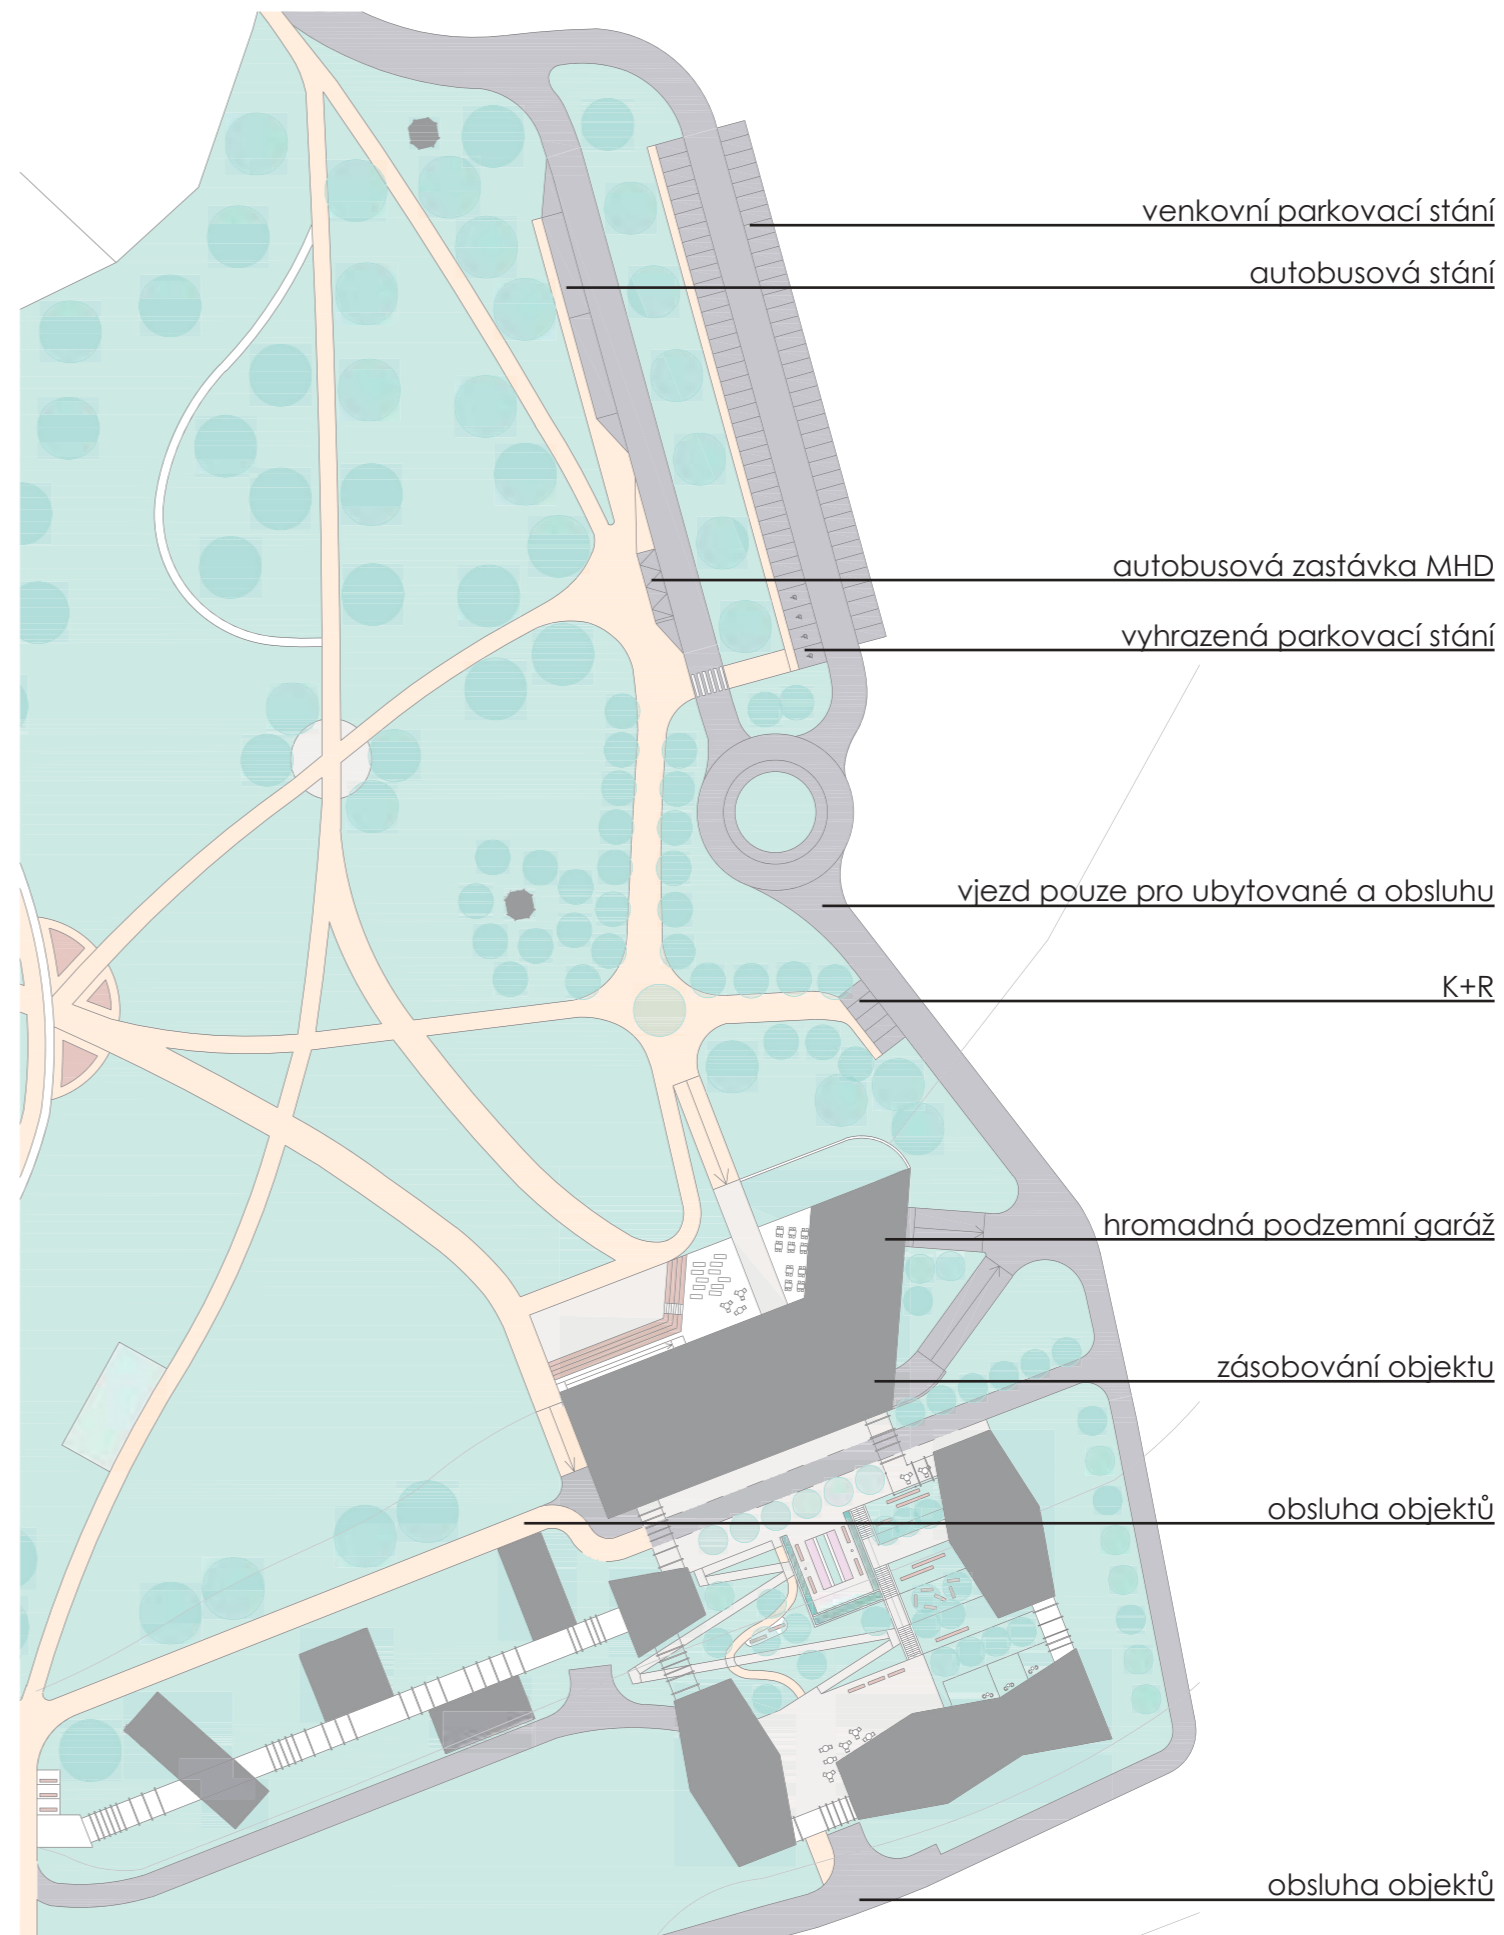 venkovní parkovací stání
autobusová stání
autobusová zastávka MHD
vyhrazená parkovací stání
vjezd pouze pro ubytované a obsluhu
K+R
hromadná podzemní garáž
zásobování objektu
obsluha objektů
obsluha objektů